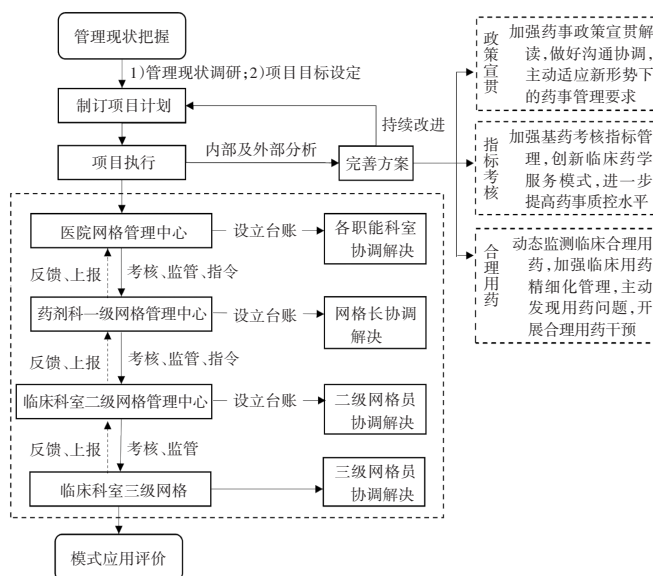 管理现状把握
1)管理现状调研;2)项目目标设定
制订项目计划
持续改进
项目执行
内部及外部分析
完善方案
医院网格管理中心
设立台账
各职能科室
协调解决
反馈、上报
考核、监管、指令
药剂科一级网格管理中心
设立台账
网格长协调
解决
反馈、上报
考核、监管、指令
临床科室二级网格管理中心
设立台账
二级网格员
协调解决
反馈、上报
考核、监管
临床科室三级网格
三级网格员
协调解决
模式应用评价
政策宣贯
加强药事政策宣贯解
读,做好沟通协调,
主动适应新形势下
的药事管理要求
指标考核
加强基药考核指标管
理,创新临床药学
服务模式,进一步
提高药事质控水平
合理用药
动态监测临床合理用
药,加强临床用药
精细化管理,主动
发现用药问题,开
展合理用药干预